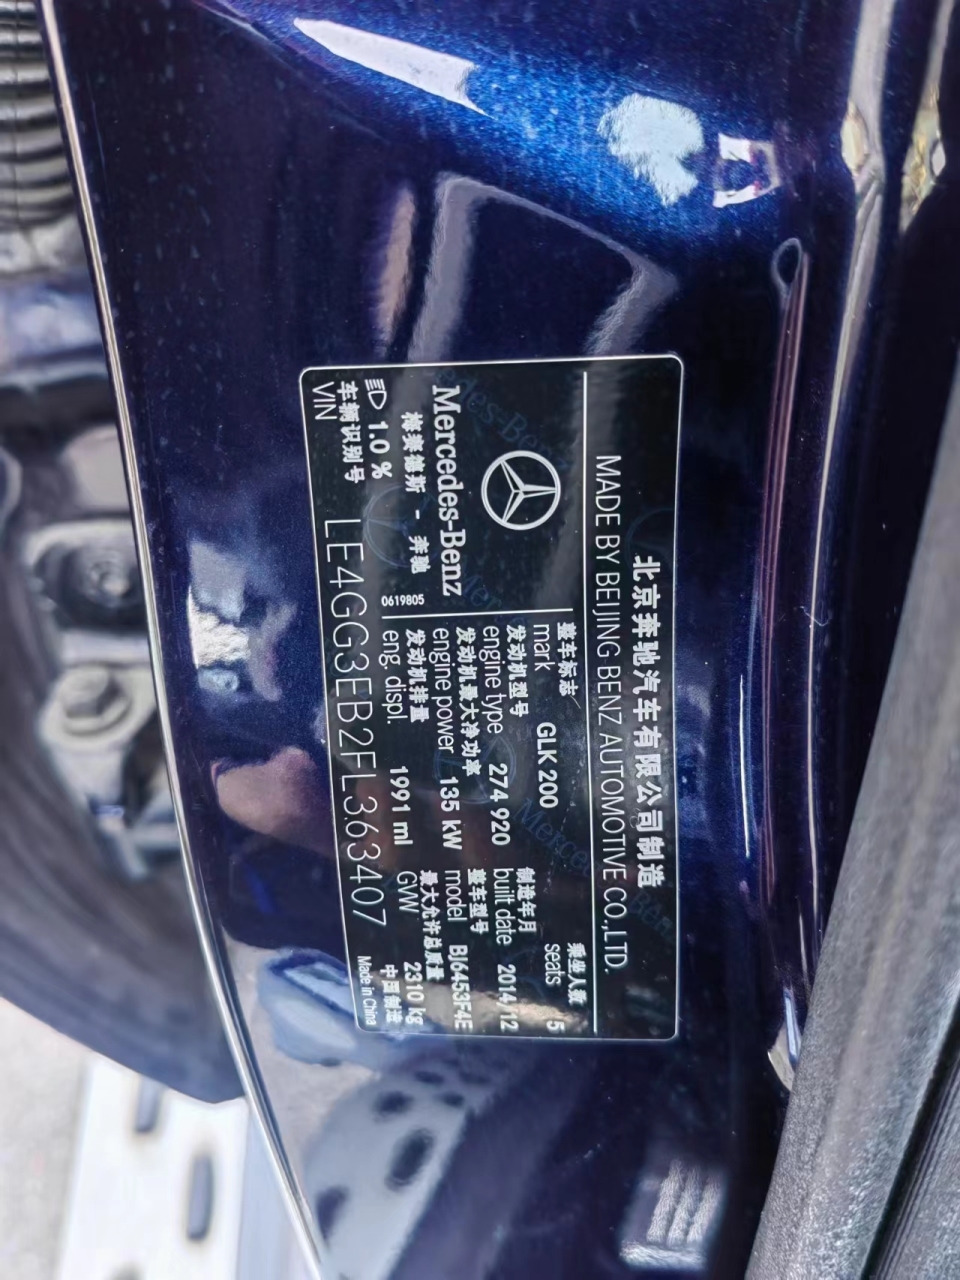 北京奔驰汽车有限公司制造
MADE BY BEIJING BENZ AUTOMOTIVE CO.,LTD.
Mercedes-Benz
梅赛德斯 - 奔驰
0619805
1.0 %
整车标志
mark GLK 200
乘坐人数
seats 5
发动机型号
engine type 274 920
制造年月
built date 2014/12
发动机最大净功率
engine power 135 kW
整车型号
model BJ6453F4E
发动机排量
eng. displ. 1991 ml
最大允许总质量
GVW 2310 kg
车辆识别号
VIN LE4GG3EB2FL363407
中国制造
Made in China